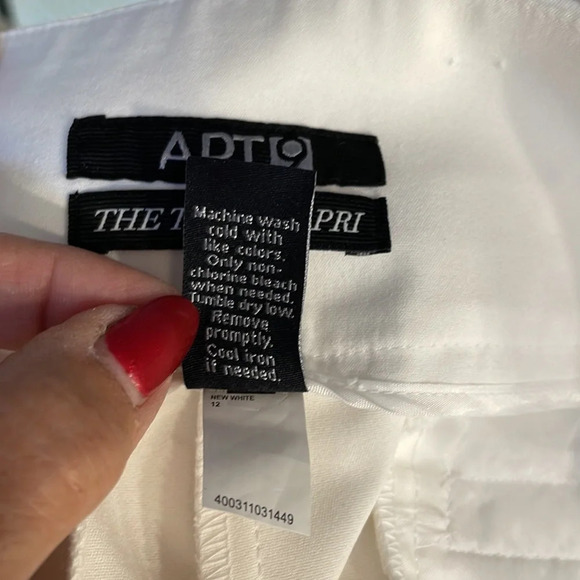 APT 9
THE
Machine wash
cold with
like colors.
Only non-
chlorine bleach
when needed.
Tumble dry low.
Remove
promptly.
Cool iron
if needed.
NEW WHITE
12
400311031449